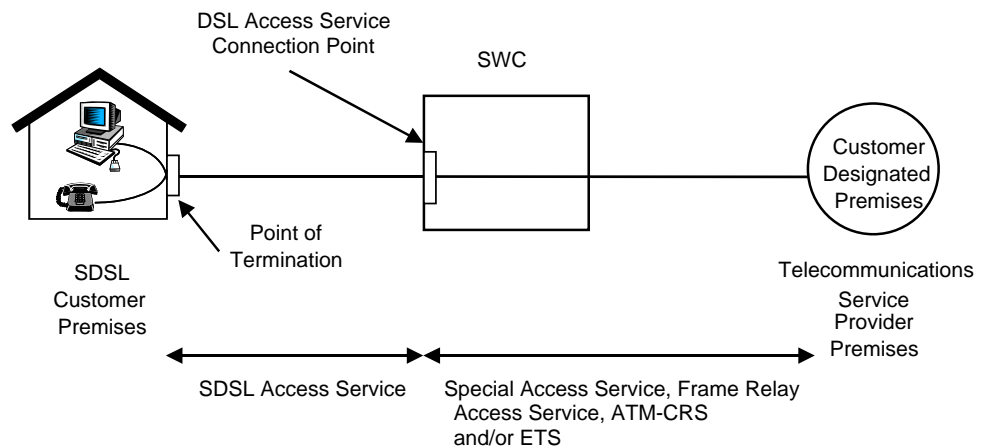 DSL Access Service
Connection Point
SWC
Customer
Designated
Premises
Point of
Termination
SDSL
Customer
Premises
Telecommunications
Service
Provider
Premises
SDSL Access Service
Special Access Service, Frame Relay
Access Service, ATM-CRS
and/or ETS